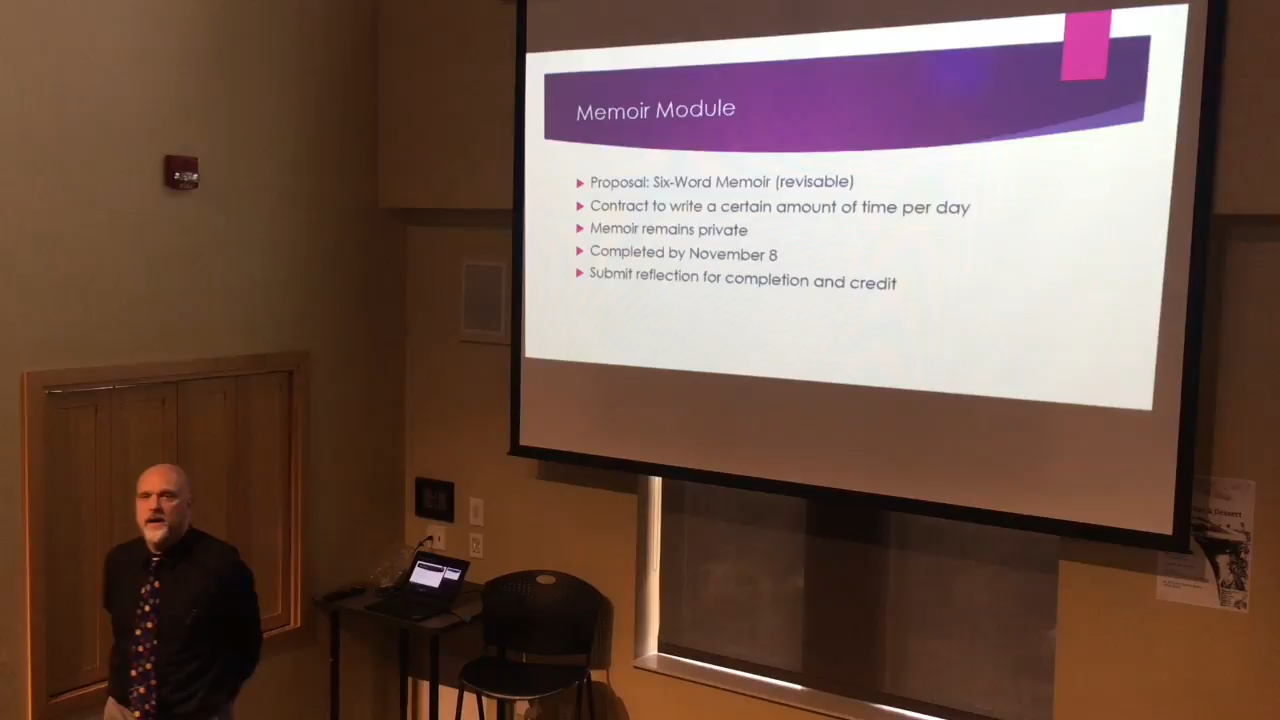 Memoir Module
Proposal: Six-Word Memoir (revisable)
Contract to write a certain amount of time per day
Memoir remains private
Completed by November 8
Submit reflection for completion and credit
Dessert